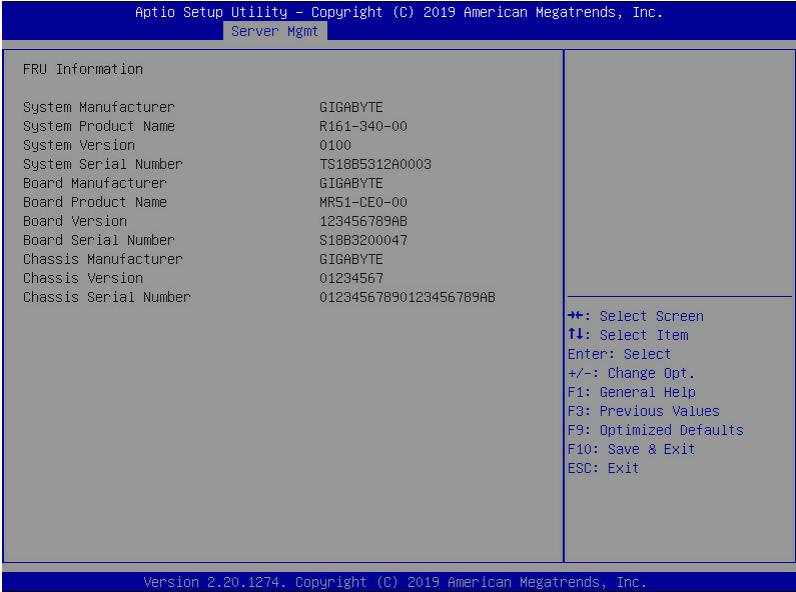 Aptio Setup Utility – Copyright (C) 2019 American Megatrends, Inc.
Server Mgmt
FRU Information
System Manufacturer GIGABYTE
System Product Name R161-340-00
System Version 0100
System Serial Number TS18B5312A0003
Board Manufacturer GIGABYTE
Board Product Name MR51-CE0-00
Board Version 123456789AB
Board Serial Number S18B3200047
Chassis Manufacturer GIGABYTE
Chassis Version 01234567
Chassis Serial Number 01234567890123456789AB
→←: Select Screen
↑↓: Select Item
Enter: Select
+/-: Change Opt.
F1: General Help
F3: Previous Values
F9: Optimized Defaults
F10: Save & Exit
ESC: Exit
Version 2.20.1274. Copyright (C) 2019 American Megatrends, Inc.